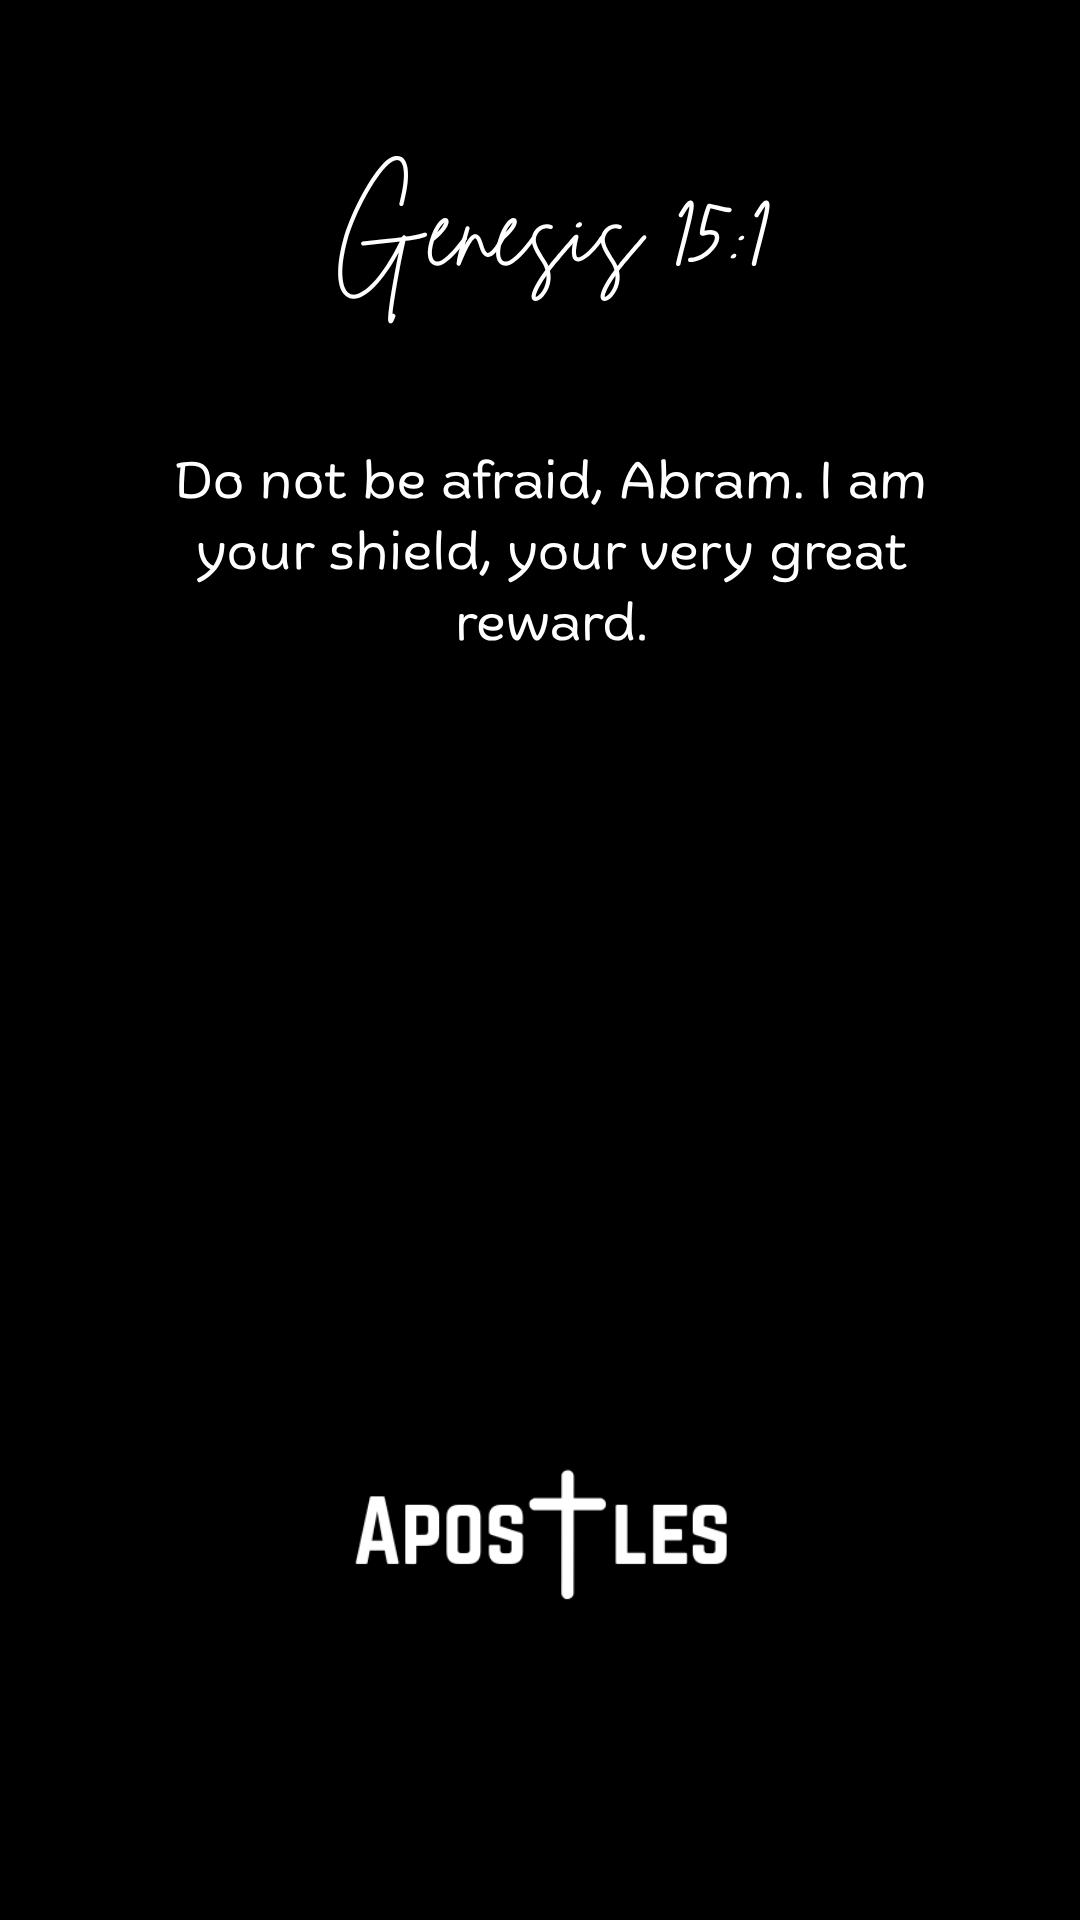 Genesis 15:1
Do not be afraid, Abram. I am
your shield, your very great
reward.
APOSTLES